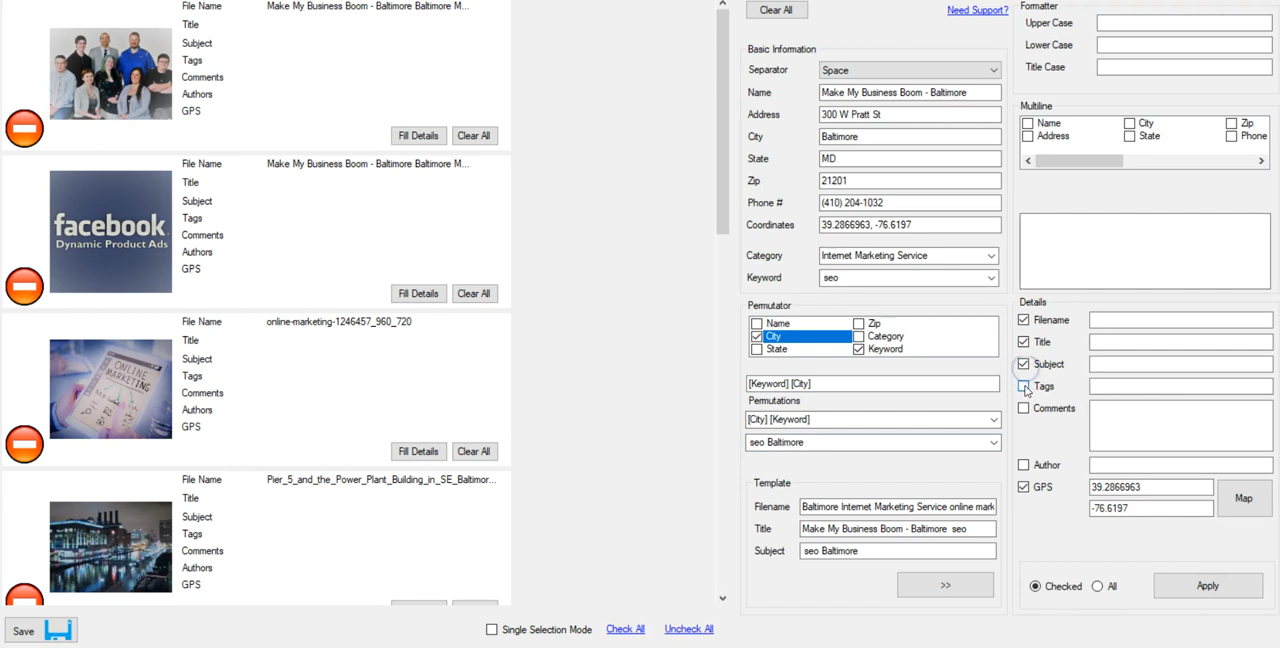 File Name Make My Business Boom - Baltimore Baltimore M...
Title
Subject
Tags
Comments
Authors
GPS
Fill Details Clear All
File Name Make My Business Boom - Baltimore Baltimore M...
Title
Subject
Tags
Comments
Authors
GPS
facebook
Dynamic Product Ads
Fill Details Clear All
File Name online-marketing-1246457_960_720
Title
Subject
Tags
Comments
Authors
GPS
ONLINE
MARKETING
Fill Details Clear All
File Name Pier_5_and_the_Power_Plant_Building_in_SE_Baltimor...
Title
Subject
Tags
Comments
Authors
GPS
Save
Single Selection Mode Check All Uncheck All
Clear All Need Support?
Basic Information
Separator Space
Name Make My Business Boom - Baltimore
Address 300 W Pratt St
City Baltimore
State MD
Zip 21201
Phone # (410) 204-1032
Coordinates 39.2866963, -76.6197
Category Internet Marketing Service
Keyword seo
Permutator
Name Zip
City Category
State Keyword
[Keyword] [City]
Permutations
[City] [Keyword]
seo Baltimore
Template
Filename Baltimore Internet Marketing Service online mark
Title Make My Business Boom - Baltimore seo
Subject seo Baltimore
>>
Formatter
Upper Case
Lower Case
Title Case
Multiline
Name City Zip
Address State Phone
Details
Filename
Title
Subject
Tags
Comments
Author
GPS 39.2866963
-76.6197
Map
Checked All Apply